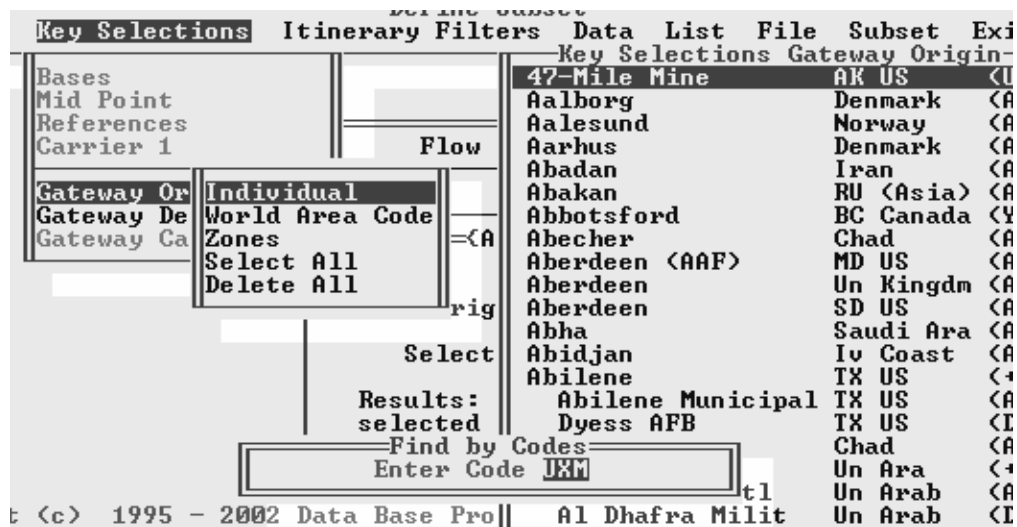 Define Subset
Key Selections Itinerary Filters Data List File Subset Exi
Key Selections Gateway Origin
Bases
Mid Point
References
Carrier 1
Flow
Gateway Or
Gateway De
Gateway Ca
Individual
World Area Code
Zones
Select All
Delete All
=<A
rig
Select
Results:
selected
47-Mile Mine AK US <U
Aalborg Denmark <A
Aalesund Norway <A
Aarhus Denmark <A
Abadan Iran <A
Abakan RU (Asia) <A
Abbotsford BC Canada <Y
Abecher Chad <A
Aberdeen (AAF) MD US <A
Aberdeen Un Kingdm <A
Aberdeen SD US <A
Abha Saudi Ara <A
Abidjan Iv Coast <A
Abilene TX US <+
Abilene Municipal TX US <A
Dyess AFB TX US <D
Chad <A
Un Ara <+
tl Un Arab <A
Al Dhafra Milit Un Arab <D
Find by Codes
Enter Code JXM
t (c) 1995 - 2002 Data Base Pro